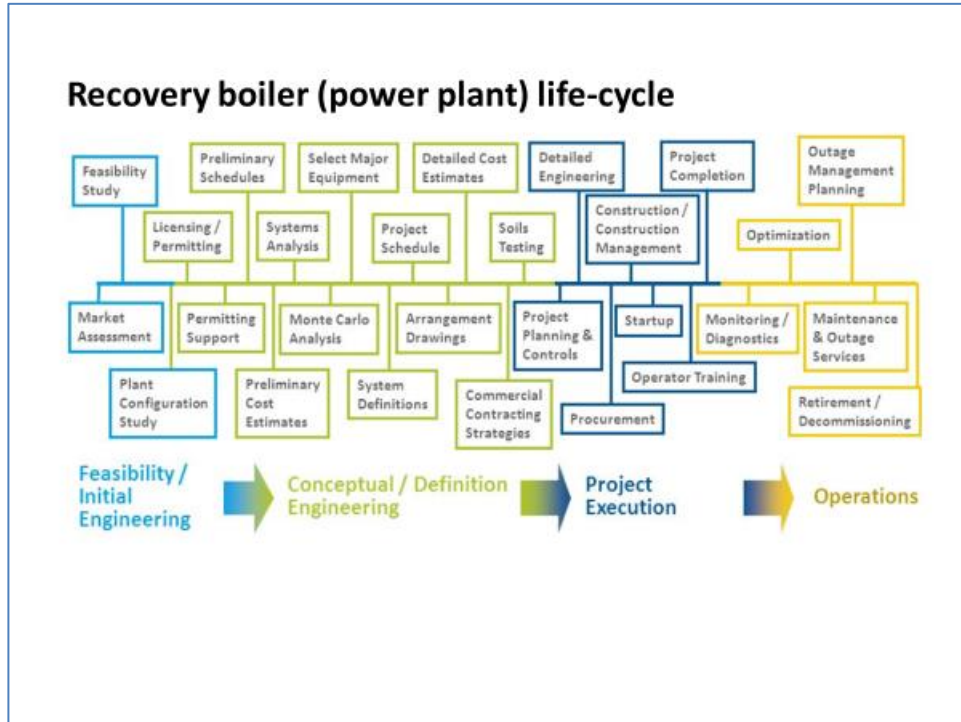 Recovery boiler (power plant) life-cycle
Feasibility
Study
Preliminary
Schedules
Select Major
Equipment
Detailed Cost
Estimates
Detailed
Engineering
Project
Completion
Outage
Management
Planning
Licensing /
Permitting
Systems
Analysis
Project
Schedule
Soils
Testing
Construction /
Construction
Management
Optimization
Market
Assessment
Permitting
Support
Monte Carlo
Analysis
Arrangement
Drawings
Project
Planning &
Controls
Startup
Monitoring /
Diagnostics
Maintenance
& Outage
Services
Plant
Configuration
Study
Preliminary
Cost
Estimates
System
Definitions
Commercial
Contracting
Strategies
Procurement
Operator Training
Retirement /
Decommissioning
Feasibility /
Initial
Engineering
Conceptual / Definition
Engineering
Project
Execution
Operations